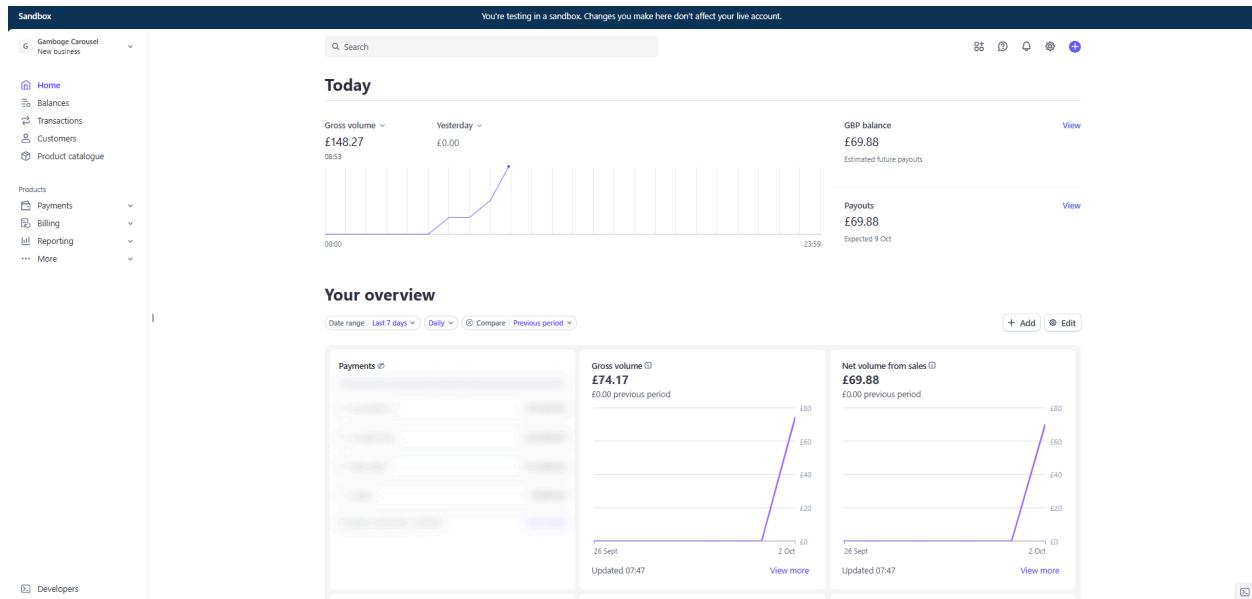 Sandbox
You're testing in a sandbox. Changes you make here don't affect your live account.
G
Gamboge Carousel
New business
Search
Home
Balances
Transactions
Customers
Product catalogue
Products
Payments
Billing
Reporting
More
Developers
Today
Gross volume
£148.27
08:53
Yesterday
£0.00
00:00
23:59
GBP balance
View
£69.88
Estimated future payouts
Payouts
View
£69.88
Expected 9 Oct
Your overview
Date range Last 7 days
Daily
Compare Previous period
Add
Edit
Payments
Gross volume
£74.17
£0.00 previous period
£80
£60
£40
£20
£0
26 Sept
2 Oct
Updated 07:47
View more
Net volume from sales
£69.88
£0.00 previous period
£80
£60
£40
£20
£0
26 Sept
2 Oct
Updated 07:47
View more